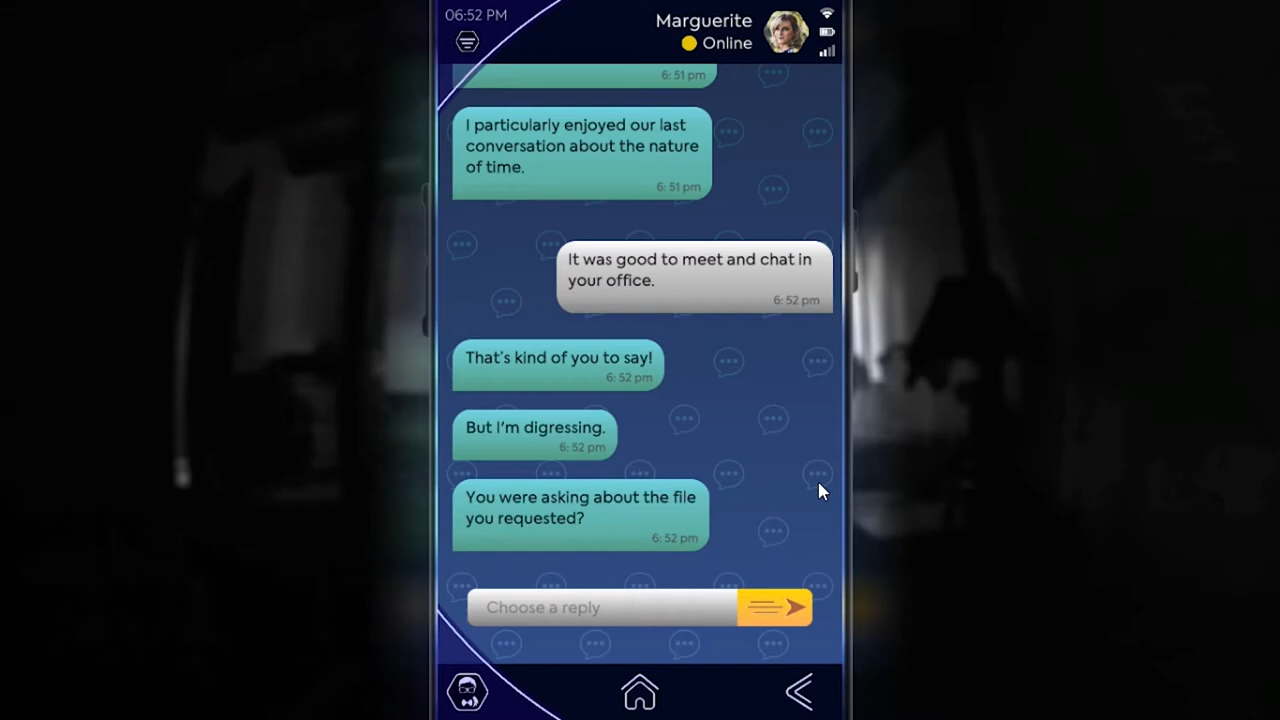 06:52 PM
Marguerite
Online
6: 51 pm
I particularly enjoyed our last
conversation about the nature
of time.
6: 51 pm
It was good to meet and chat in
your office.
6: 52 pm
That's kind of you to say!
6: 52 pm
But I'm digressing.
6: 52 pm
You were asking about the file
you requested?
6: 52 pm
Choose a reply